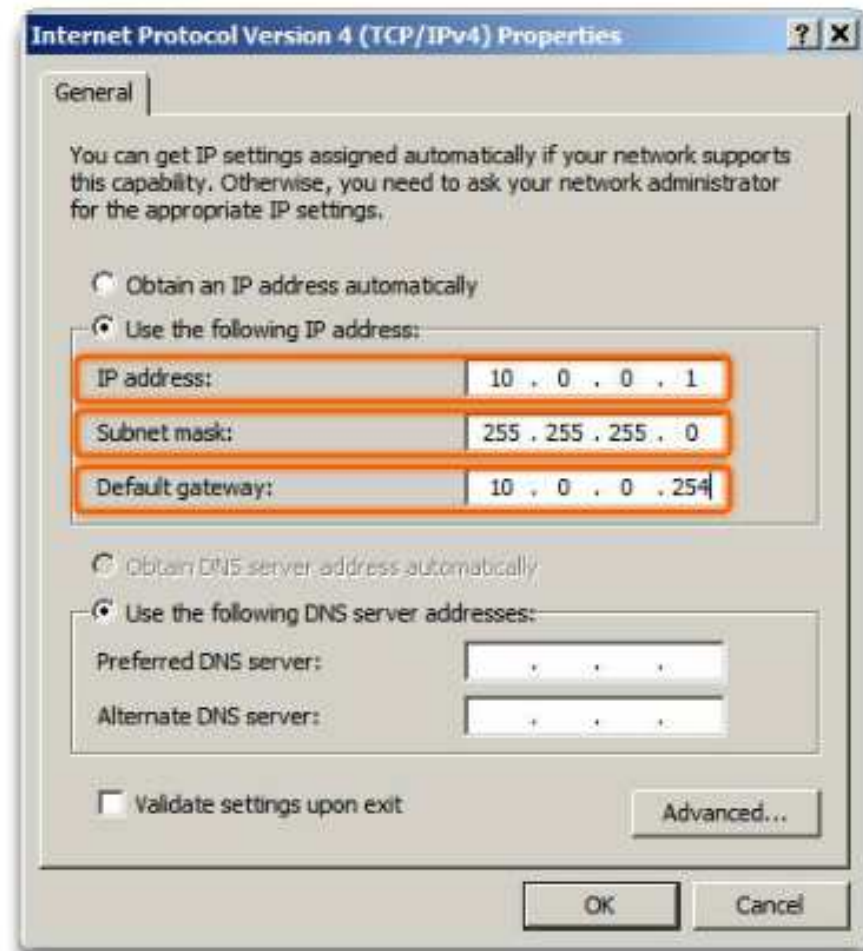 Internet Protocol Version 4 (TCP/IPv4) Properties
General
You can get IP settings assigned automatically if your network supports
this capability. Otherwise, you need to ask your network administrator
for the appropriate IP settings.
Obtain an IP address automatically
Use the following IP address:
IP address: 10 . 0 . 0 . 1
Subnet mask: 255 . 255 . 255 . 0
Default gateway: 10 . 0 . 0 . 254
Obtain DNS server address automatically
Use the following DNS server addresses:
Preferred DNS server: . . .
Alternate DNS server: . . .
Validate settings upon exit
Advanced...
OK Cancel